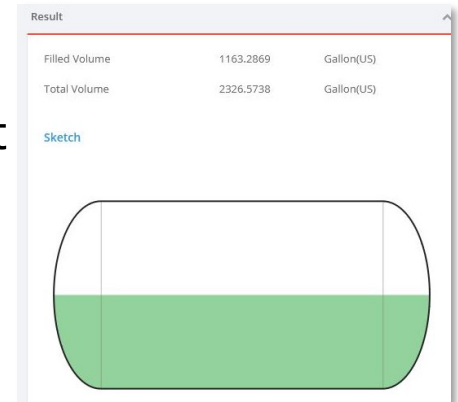 Result
Filled Volume 1163.2869 Gallon(US)
Total Volume 2326.5738 Gallon(US)
Sketch